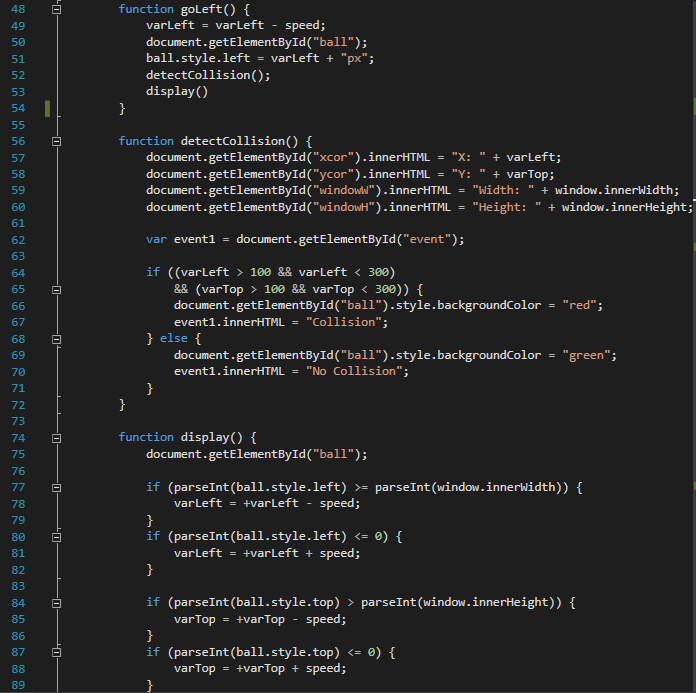 48 function goLeft() {
49 varLeft = varLeft - speed;
50 document.getElementById("ball");
51 ball.style.left = varLeft + "px";
52 detectCollision();
53 display()
54 }
55
56 function detectCollision() {
57 document.getElementById("xcor").innerHTML = "X: " + varLeft;
58 document.getElementById("ycor").innerHTML = "Y: " + varTop;
59 document.getElementById("windowW").innerHTML = "Width: " + window.innerWidth;
60 document.getElementById("windowH").innerHTML = "Height: " + window.innerHeight;
61
62 var event1 = document.getElementById("event");
63
64 if ((varLeft > 100 && varLeft < 300)
65 && (varTop > 100 && varTop < 300)) {
66 document.getElementById("ball").style.backgroundColor = "red";
67 event1.innerHTML = "Collision";
68 } else {
69 document.getElementById("ball").style.backgroundColor = "green";
70 event1.innerHTML = "No Collision";
71 }
72 }
73
74 function display() {
75 document.getElementById("ball");
76
77 if (parseInt(ball.style.left) >= parseInt(window.innerWidth)) {
78 varLeft = +varLeft - speed;
79 }
80 if (parseInt(ball.style.left) <= 0) {
81 varLeft = +varLeft + speed;
82 }
83
84 if (parseInt(ball.style.top) > parseInt(window.innerHeight)) {
85 varTop = +varTop - speed;
86 }
87 if (parseInt(ball.style.top) <= 0) {
88 varTop = +varTop + speed;
89 }